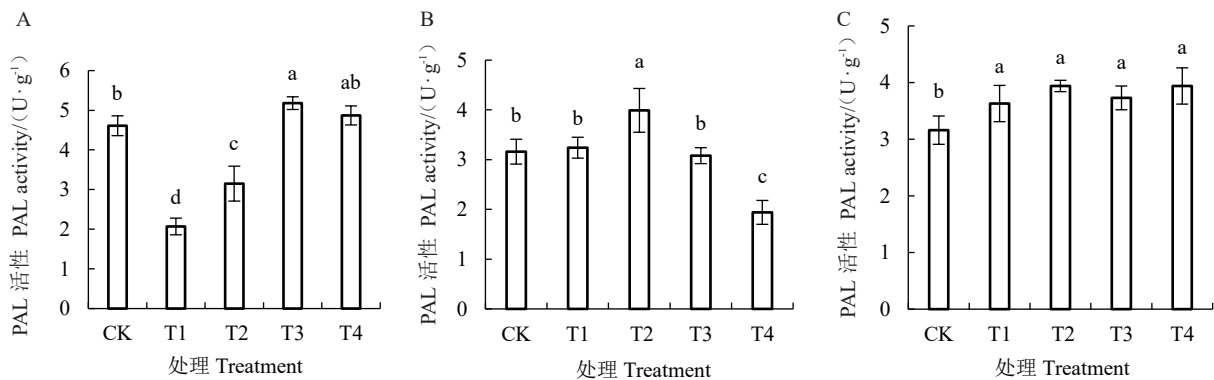 A
PAL 活性 PAL activity/(U·g-1)
6
5
4
3
2
1
0
b
d
c
a
ab
CK T1 T2 T3 T4
处理 Treatment
B
PAL 活性 PAL activity/(U·g-1)
5
4
3
2
1
0
b
b
a
b
c
CK T1 T2 T3 T4
处理 Treatment
C
PAL 活性 PAL activity/(U·g-1)
5
4
3
2
1
0
b
a
a
a
a
CK T1 T2 T3 T4
处理 Treatment